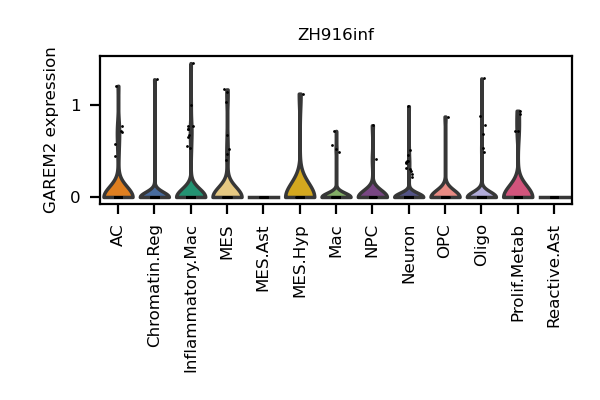 ZH916inf
GAREM2 expression
1
0
AC
Chromatin.Reg
Inflammatory.Mac
MES
MES.Ast
MES.Hyp
Mac
NPC
Neuron
OPC
Oligo
Prolif.Metab
Reactive.Ast